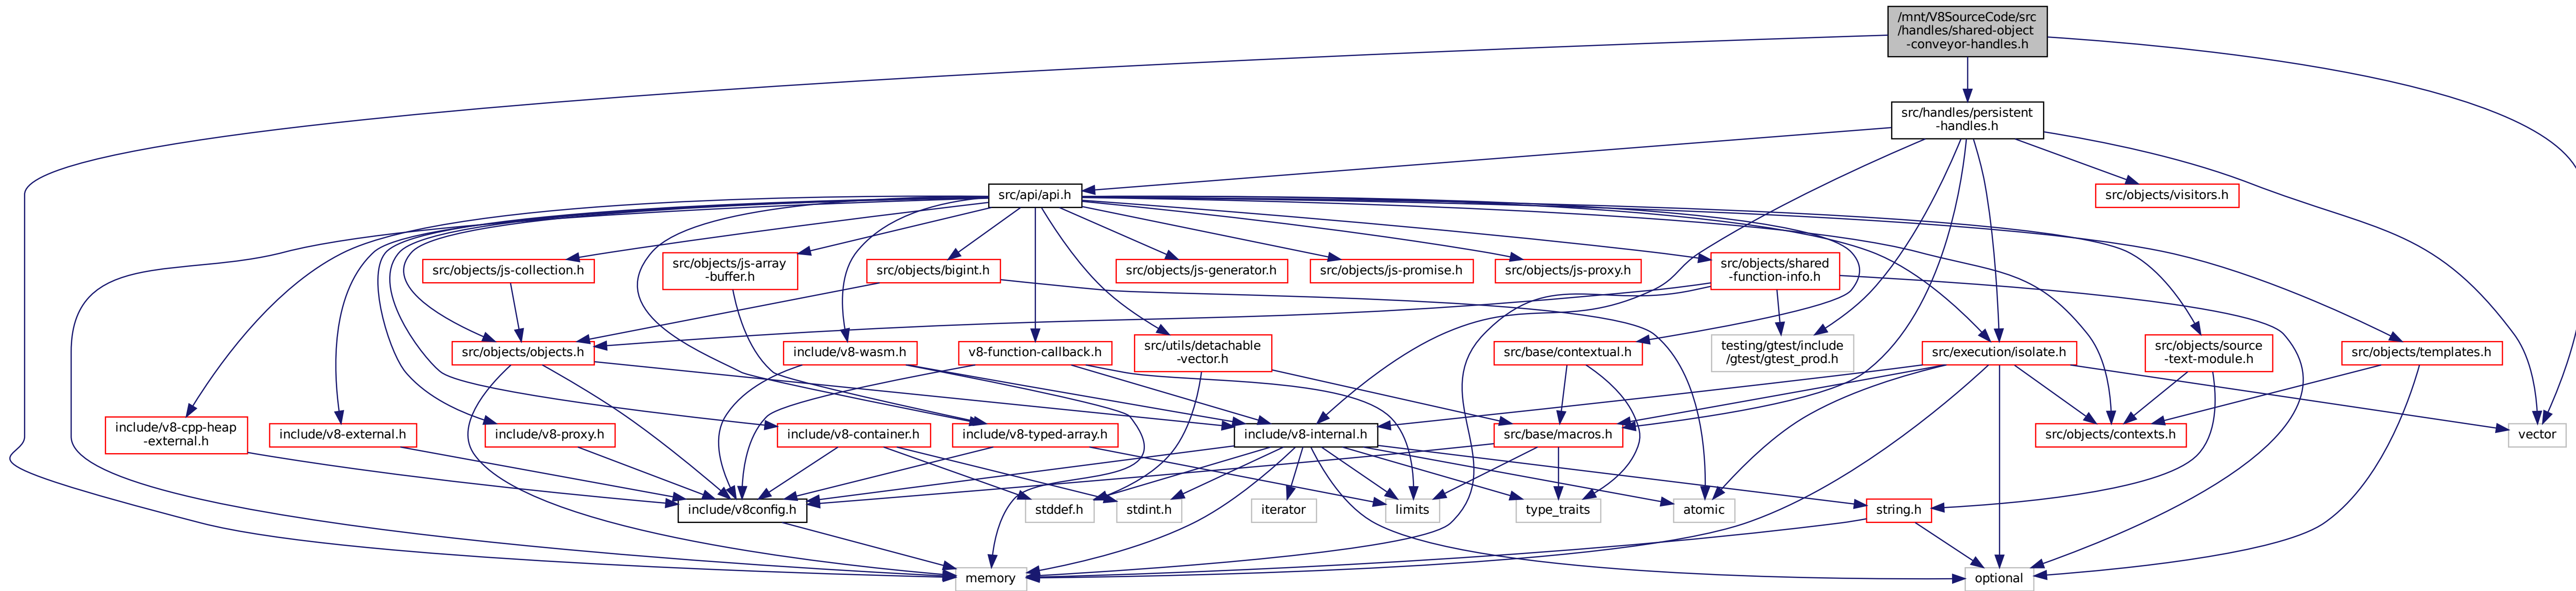 /mnt/V8SourceCode/src
/handles/shared-object
-conveyor-handles.h
src/handles/persistent
-handles.h
src/api/api.h
src/objects/visitors.h
src/objects/js-collection.h
src/objects/js-array
-buffer.h
src/objects/bigint.h
src/objects/js-generator.h
src/objects/js-promise.h
src/objects/js-proxy.h
src/objects/shared
-function-info.h
src/objects/objects.h
include/v8-wasm.h
v8-function-callback.h
src/utils/detachable
-vector.h
src/base/contextual.h
testing/gtest/include
/gtest/gtest_prod.h
src/execution/isolate.h
src/objects/source
-text-module.h
src/objects/templates.h
include/v8-cpp-heap
-external.h
include/v8-external.h
include/v8-proxy.h
include/v8-container.h
include/v8-typed-array.h
include/v8-internal.h
src/base/macros.h
src/objects/contexts.h
vector
include/v8config.h
stddef.h
stdint.h
iterator
limits
type_traits
atomic
string.h
memory
optional